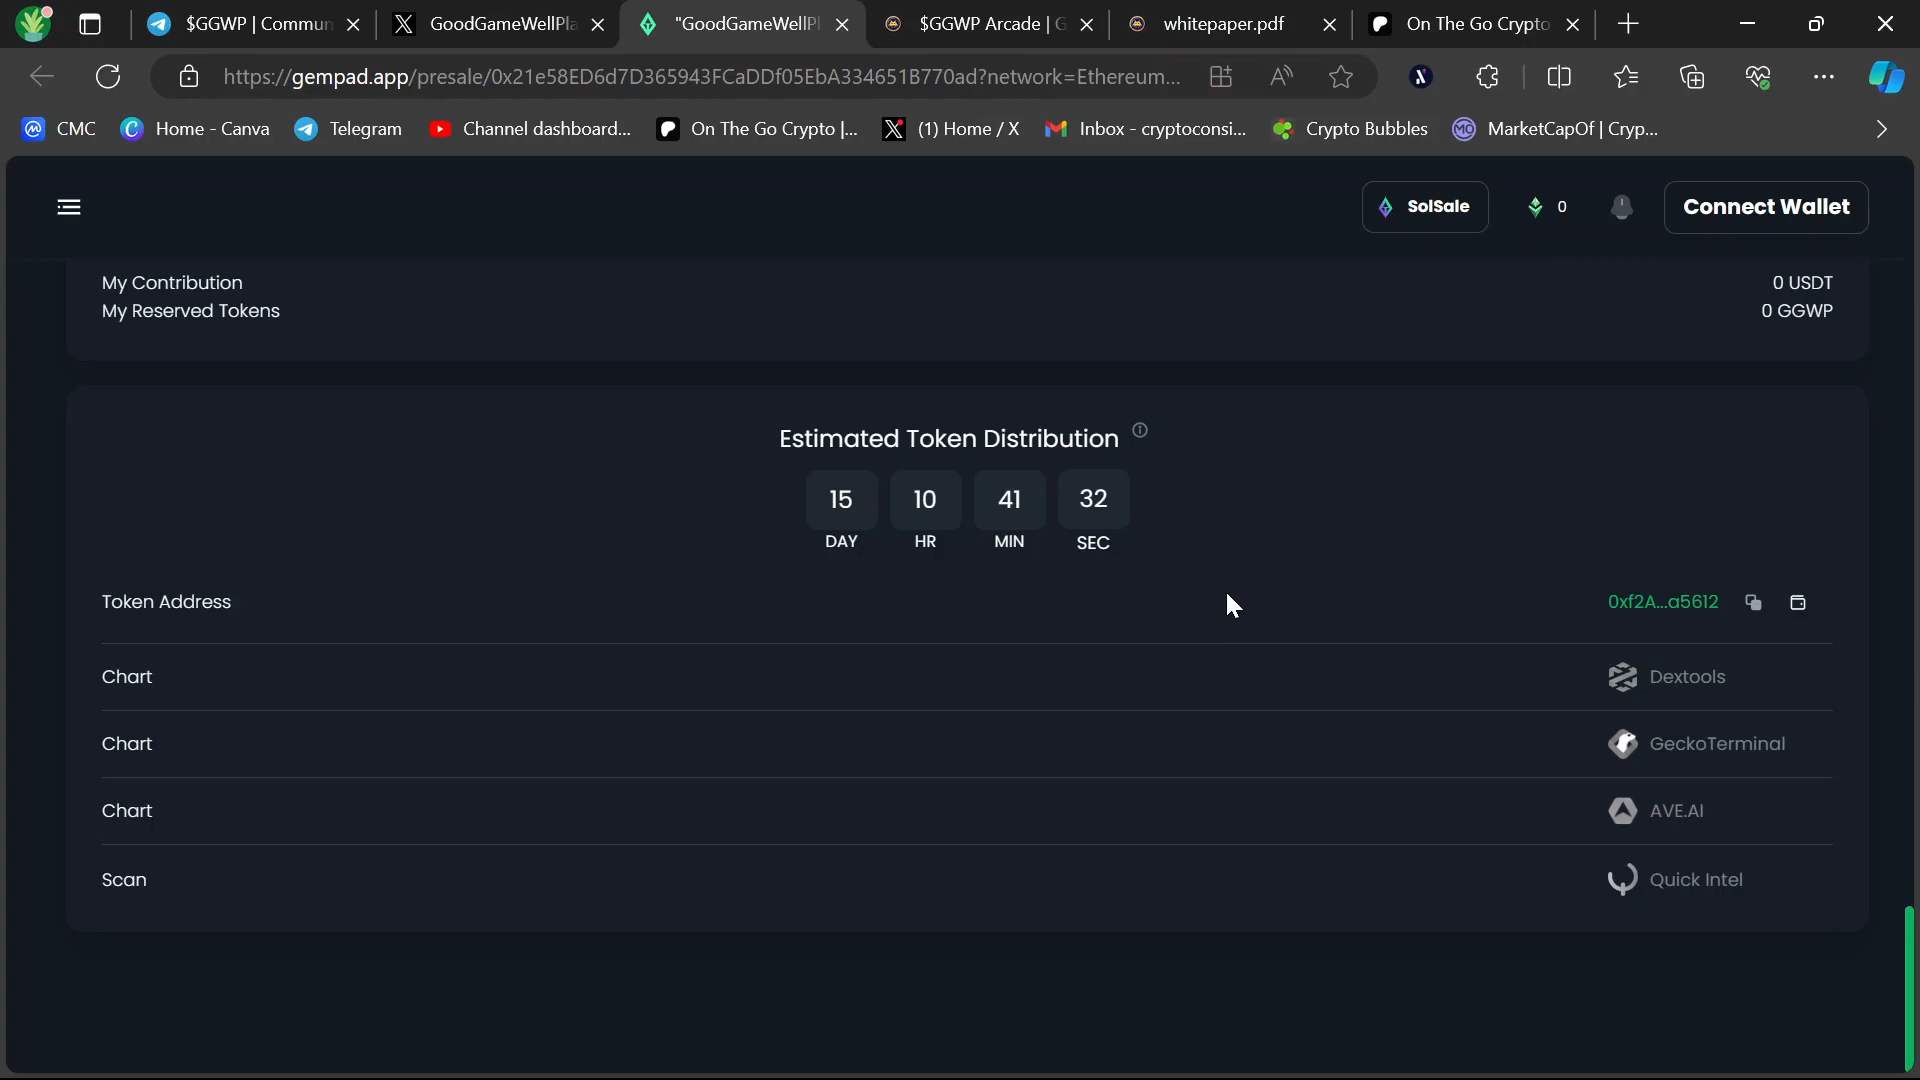 $GGWP | Commun
GoodGameWellPla
"GoodGameWellPl
$GGWP Arcade | G
whitepaper.pdf
On The Go Crypto
https://gempad.app/presale/0x21e58ED6d7D365943FCaDDf05EbA334651B770ad?network=Ethereum...
CMC
Home - Canva
Telegram
Channel dashboard...
On The Go Crypto |...
(1) Home / X
Inbox - cryptoconsi...
Crypto Bubbles
MarketCapOf | Cryp...
SolSale
0
Connect Wallet
My Contribution
0 USDT
My Reserved Tokens
0 GGWP
Estimated Token Distribution
15
10
41
32
DAY
HR
MIN
SEC
Token Address
0xf2A...a5612
Chart
Dextools
Chart
GeckoTerminal
Chart
AVE.AI
Scan
Quick Intel